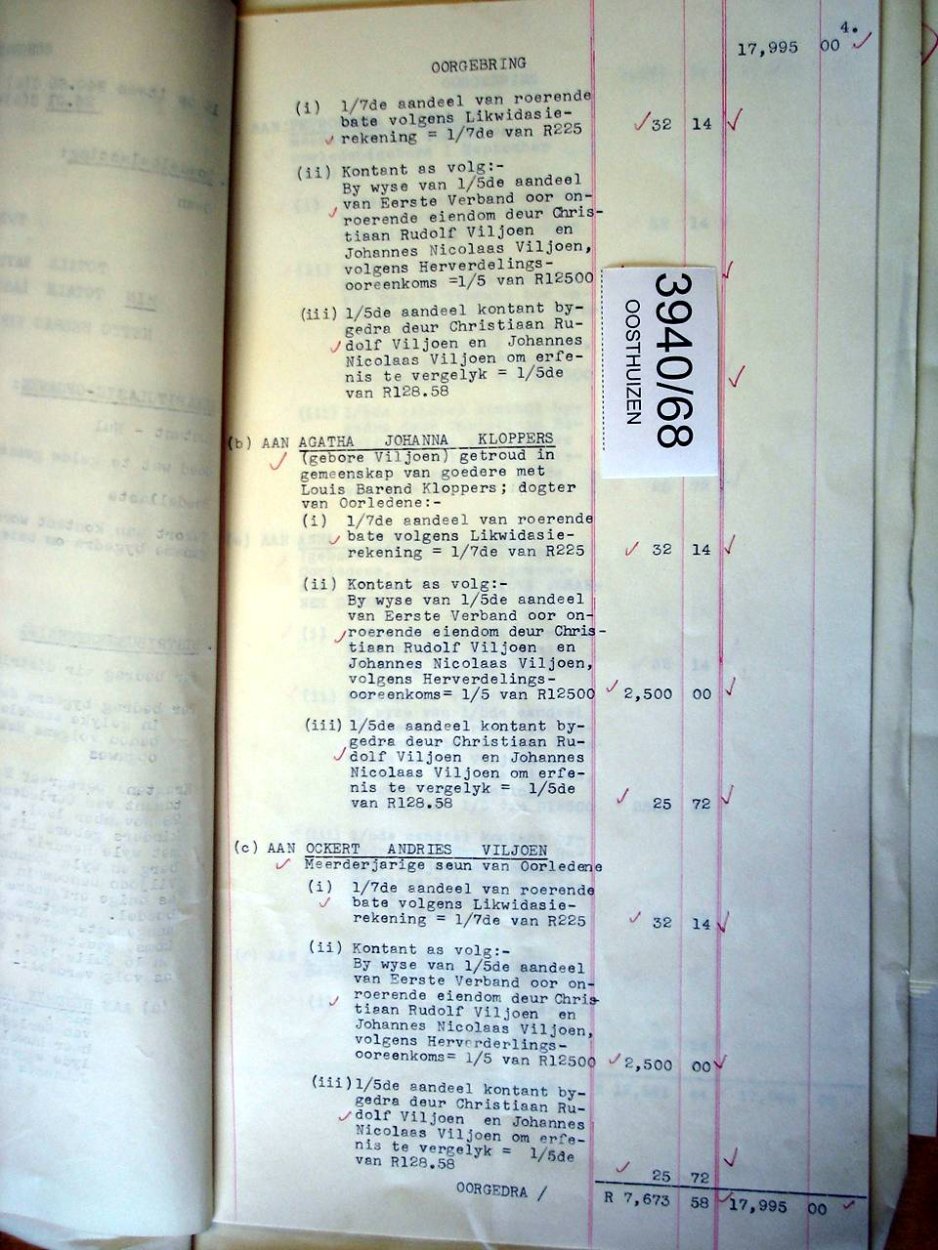 4.
OORGEBRING 17,995 00
(i) 1/7de aandeel van roerende
bate volgens Likwidasie-
rekening = 1/7de van R225 32 14
(ii) Kontant as volg:-
By wyse van 1/5de aandeel
van Eerste Verband oor on-
roerende eiendom deur Chris-
tiaan Rudolf Viljoen en
Johannes Nicolaas Viljoen,
volgens Herverdelings-
ooreenkoms =1/5 van R12500
(iii) 1/5de aandeel kontant by-
gedra deur Christiaan Ru-
dolf Viljoen en Johannes
Nicolaas Viljoen om erfe-
nis te vergelyk = 1/5de
van R128.58
3940/68
OOSTHUIZEN
(b) AAN AGATHA JOHANNA KLOPPERS
(gebore Viljoen) getroud in
gemeenskap van goedere met
Louis Barend Kloppers; dogter
van Oorledene:-
(i) 1/7de aandeel van roerende
bate volgens Likwidasie-
rekening = 1/7de van R225 32 14
(ii) Kontant as volg:-
By wyse van 1/5de aandeel
van Eerste Verband oor on-
roerende eiendom deur Chris-
tiaan Rudolf Viljoen en
Johannes Nicolaas Viljoen,
volgens Herverdelings-
ooreenkoms= 1/5 van R12500 2,500 00
(iii) 1/5de aandeel kontant by-
gedra deur Christiaan Ru-
dolf Viljoen en Johannes
Nicolaas Viljoen om erfe-
nis te vergelyk = 1/5de
van R128.58 25 72
(c) AAN OCKERT ANDRIES VILJOEN
Meerderjarige seun van Oorledene
(i) 1/7de aandeel van roerende
bate volgens Likwidasie-
rekening = 1/7de van R225 32 14
(ii) Kontant as volg:-
By wyse van 1/5de aandeel
van Eerste Verband oor on-
roerende eiendom deur Chris-
tiaan Rudolf Viljoen en
Johannes Nicolaas Viljoen,
volgens Herverderlings-
ooreenkoms= 1/5 van R12500 2,500 00
(iii) 1/5de aandeel kontant by-
gedra deur Christiaan Ru-
dolf Viljoen en Johannes
Nicolaas Viljoen om erfe-
nis te vergelyk = 1/5de
van R128.58 25 72
OORGEDRA / R 7,673 58 17,995 00